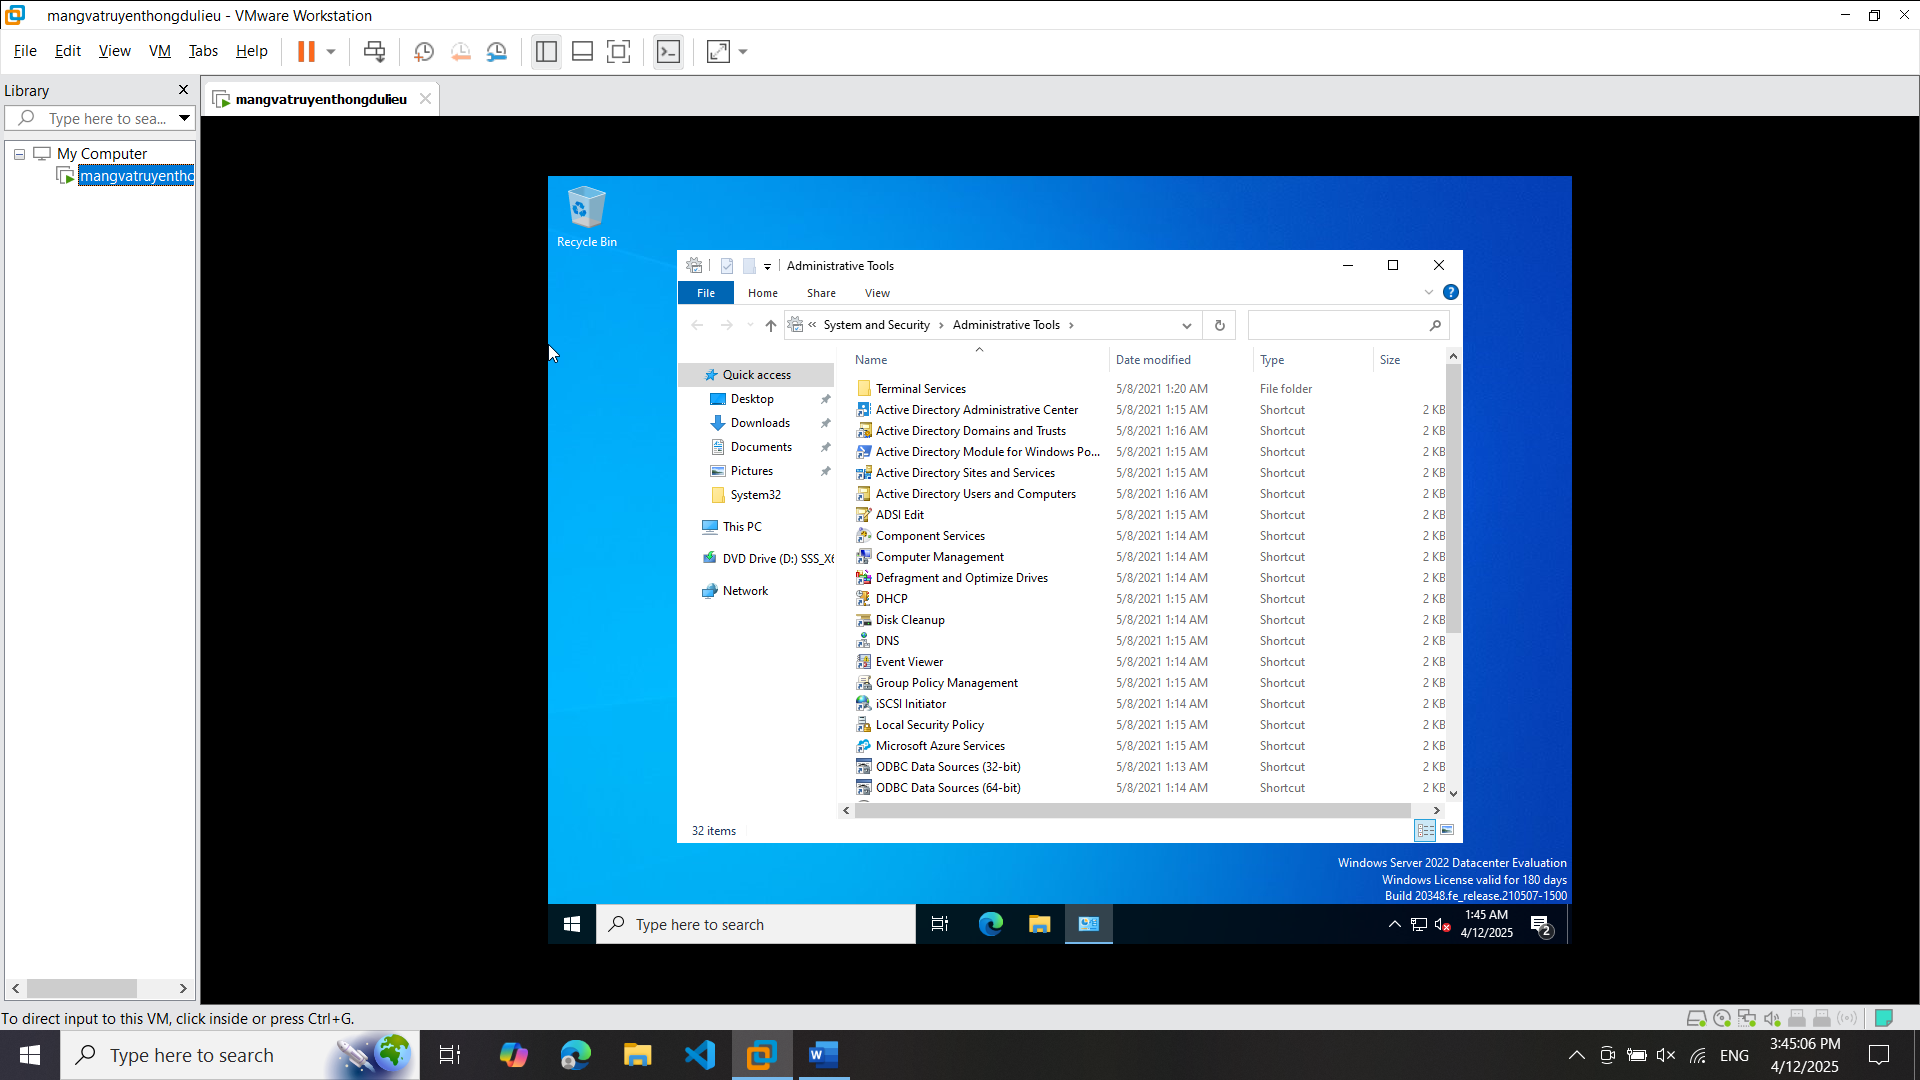 mangvatruyenthongdulieu - VMware Workstation
File Edit View VM Tabs Help
Library
mangvatruyenthongdulieu
Type here to sea...
My Computer
mangvatruyenthc
Recycle Bin
Administrative Tools
File Home Share View
« System and Security > Administrative Tools >
Name Date modified Type Size
Quick access
Desktop
Downloads
Documents
Pictures
System32
This PC
DVD Drive (D:) SSS_X6
Network
Terminal Services 5/8/2021 1:20 AM File folder
Active Directory Administrative Center 5/8/2021 1:15 AM Shortcut 2 KB
Active Directory Domains and Trusts 5/8/2021 1:16 AM Shortcut 2 KB
Active Directory Module for Windows Po... 5/8/2021 1:15 AM Shortcut 2 KB
Active Directory Sites and Services 5/8/2021 1:15 AM Shortcut 2 KB
Active Directory Users and Computers 5/8/2021 1:16 AM Shortcut 2 KB
ADSI Edit 5/8/2021 1:15 AM Shortcut 2 KB
Component Services 5/8/2021 1:14 AM Shortcut 2 KB
Computer Management 5/8/2021 1:14 AM Shortcut 2 KB
Defragment and Optimize Drives 5/8/2021 1:14 AM Shortcut 2 KB
DHCP 5/8/2021 1:15 AM Shortcut 2 KB
Disk Cleanup 5/8/2021 1:14 AM Shortcut 2 KB
DNS 5/8/2021 1:15 AM Shortcut 2 KB
Event Viewer 5/8/2021 1:14 AM Shortcut 2 KB
Group Policy Management 5/8/2021 1:15 AM Shortcut 2 KB
iSCSI Initiator 5/8/2021 1:14 AM Shortcut 2 KB
Local Security Policy 5/8/2021 1:15 AM Shortcut 2 KB
Microsoft Azure Services 5/8/2021 1:15 AM Shortcut 2 KB
ODBC Data Sources (32-bit) 5/8/2021 1:13 AM Shortcut 2 KB
ODBC Data Sources (64-bit) 5/8/2021 1:14 AM Shortcut 2 KB
32 items
Windows Server 2022 Datacenter Evaluation
Windows License valid for 180 days
Build 20348.fe_release.210507-1500
Type here to search
1:45 AM
4/12/2025
2
To direct input to this VM, click inside or press Ctrl+G.
Type here to search
ENG
3:45:06 PM
4/12/2025